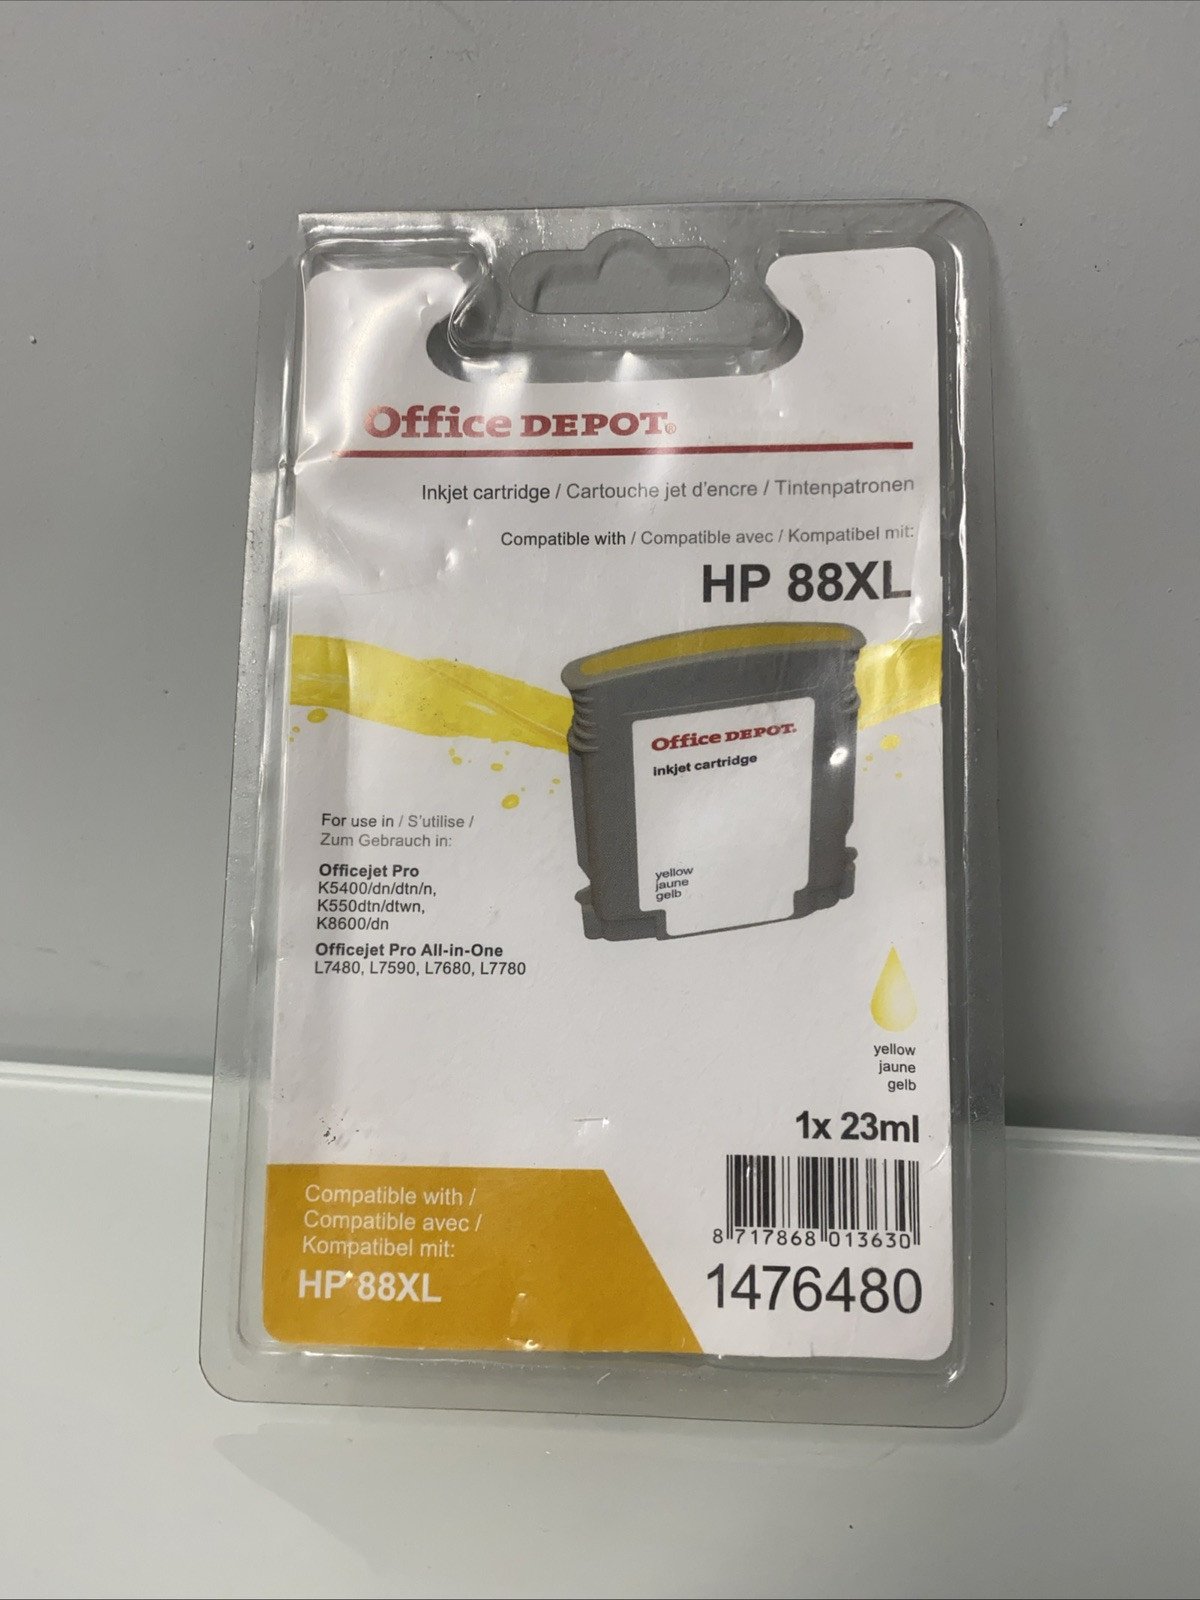 Office DEPOT®
Inkjet cartridge / Cartouche jet d'encre / Tintenpatronen
Compatible with / Compatible avec / Kompatibel mit:
HP 88XL
Office DEPOT.
inkjet cartridge
yellow
jaune
gelb
For use in / S'utilise /
Zum Gebrauch in:
Officejet Pro
K5400/dn/dtn/n,
K550dtn/dtwn,
K8600/dn
Officejet Pro All-in-One
L7480, L7590, L7680, L7780
yellow
jaune
gelb
1x 23ml
8 717868 013630
1476480
Compatible with /
Compatible avec /
Kompatibel mit:
HP 88XL